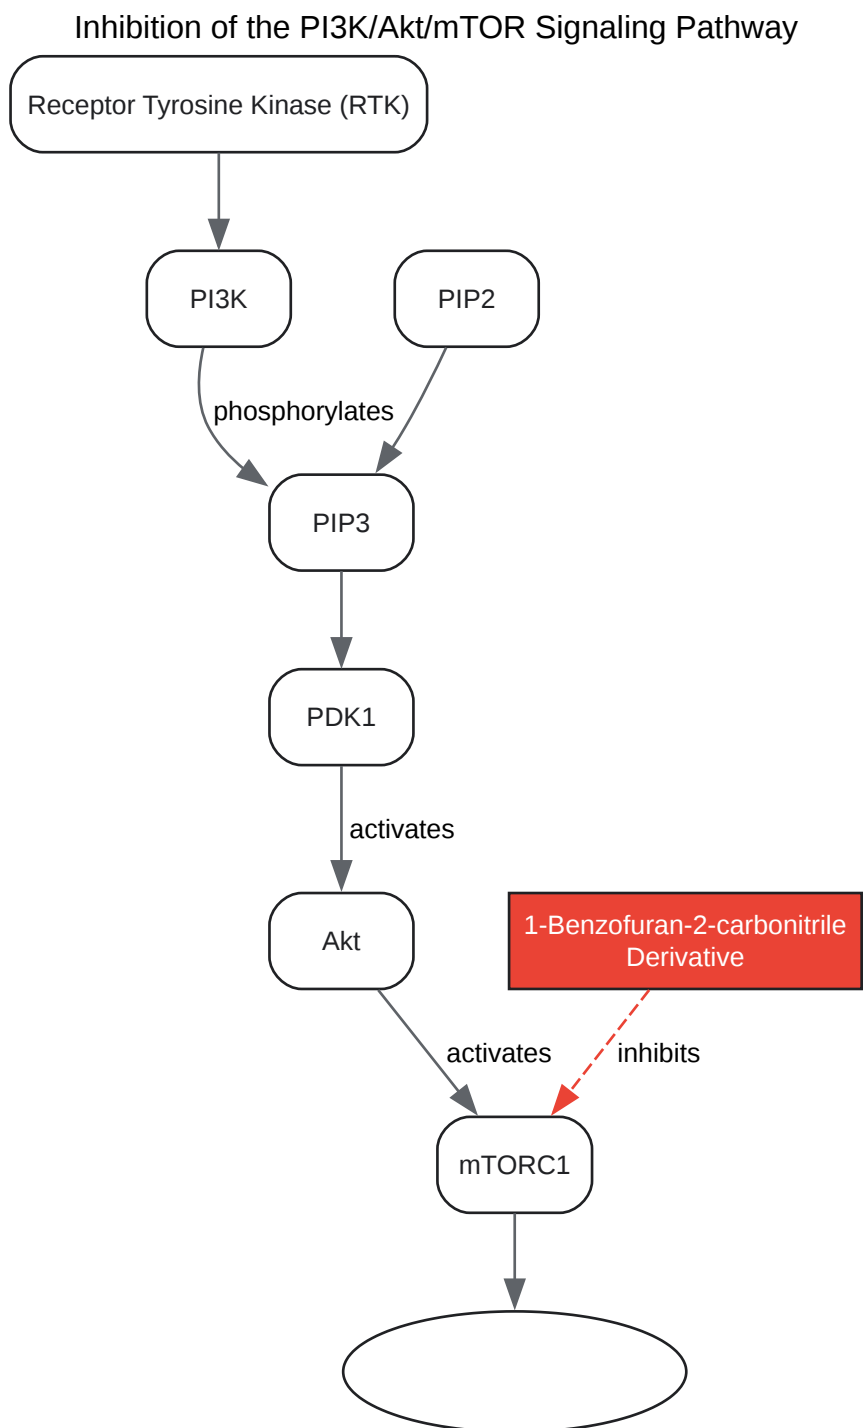 Inhibition of the PI3K/Akt/mTOR Signaling Pathway
Receptor Tyrosine Kinase (RTK)
PI3K
PIP2
phosphorylates
PIP3
PDK1
activates
Akt
1-Benzofuran-2-carbonitrile
Derivative
activates
inhibits
mTORC1